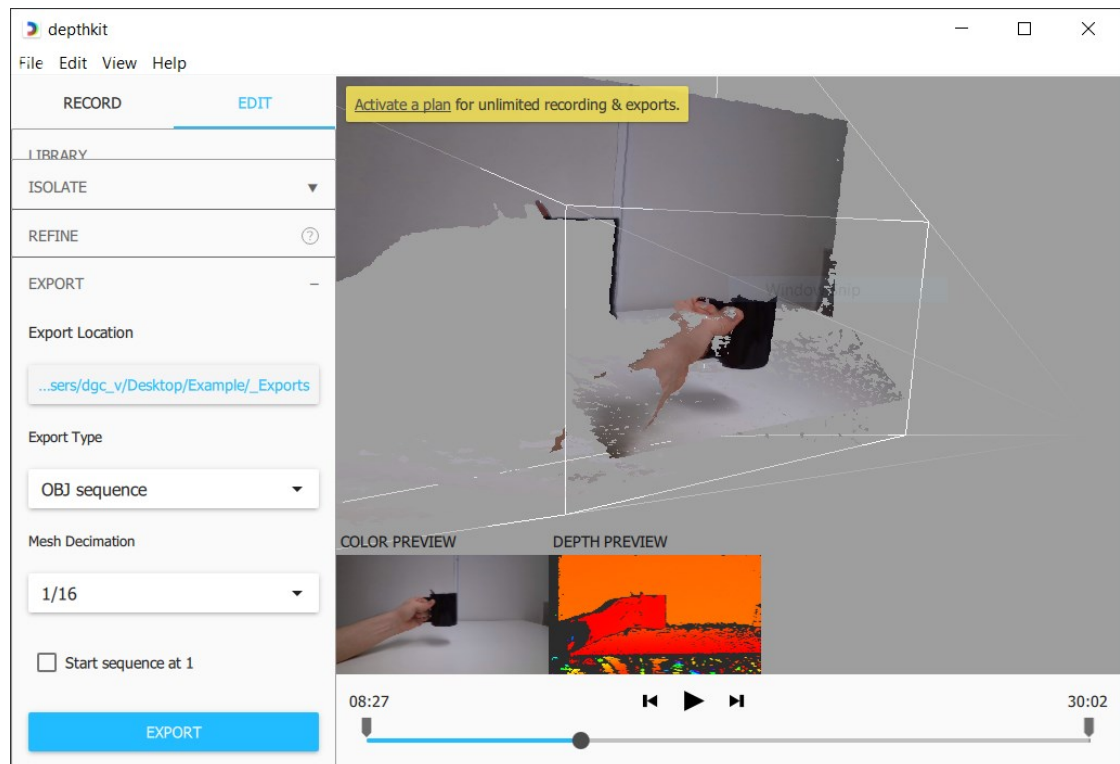 depthkit
File Edit View Help
RECORD EDIT
LIBRARY
ISOLATE
REFINE ?
EXPORT
Export Location
...sers/dgc_v/Desktop/Example/_Exports
Export Type
OBJ sequence
Mesh Decimation
1/16
Start sequence at 1
EXPORT
Activate a plan for unlimited recording & exports.
COLOR PREVIEW DEPTH PREVIEW
08:27 30:02